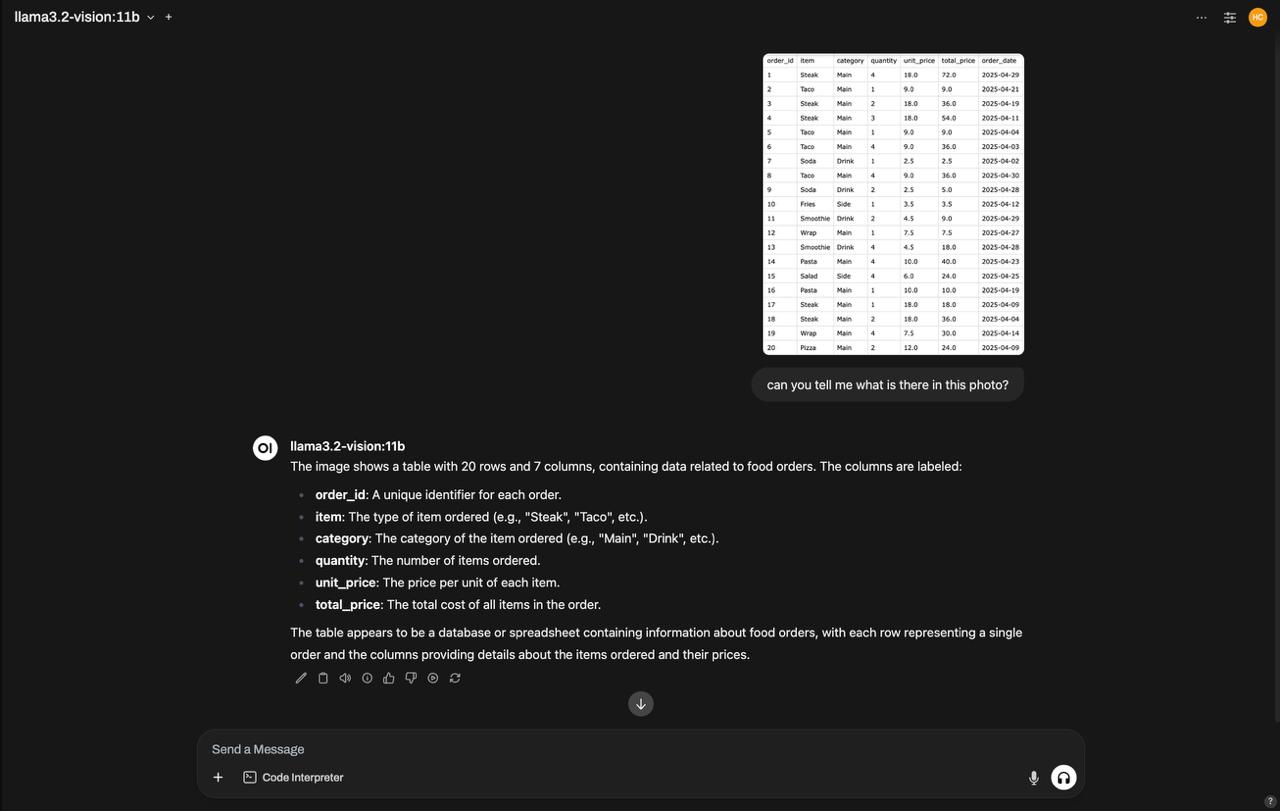 llama3.2-vision:11b
HC
order_id item category quantity unit_price total_price order_date
1 Steak Main 4 18.0 72.0 2025-04-29
2 Taco Main 1 9.0 9.0 2025-04-21
3 Steak Main 2 18.0 36.0 2025-04-19
4 Steak Main 3 18.0 54.0 2025-04-11
5 Taco Main 1 9.0 9.0 2025-04-04
6 Taco Main 4 9.0 36.0 2025-04-03
7 Soda Drink 1 2.5 2.5 2025-04-02
8 Taco Main 4 9.0 36.0 2025-04-30
9 Soda Drink 2 2.5 5.0 2025-04-28
10 Fries Side 1 3.5 3.5 2025-04-12
11 Smoothie Drink 2 4.5 9.0 2025-04-29
12 Wrap Main 1 7.5 7.5 2025-04-27
13 Smoothie Drink 4 4.5 18.0 2025-04-28
14 Pasta Main 4 10.0 40.0 2025-04-23
15 Salad Side 4 6.0 24.0 2025-04-25
16 Pasta Main 1 10.0 10.0 2025-04-19
17 Steak Main 1 18.0 18.0 2025-04-09
18 Steak Main 2 18.0 36.0 2025-04-04
19 Wrap Main 4 7.5 30.0 2025-04-14
20 Pizza Main 2 12.0 24.0 2025-04-09
can you tell me what is there in this photo?
OI
llama3.2-vision:11b
The image shows a table with 20 rows and 7 columns, containing data related to food orders. The columns are labeled:
• order_id: A unique identifier for each order.
• item: The type of item ordered (e.g., "Steak", "Taco", etc.).
• category: The category of the item ordered (e.g., "Main", "Drink", etc.).
• quantity: The number of items ordered.
• unit_price: The price per unit of each item.
• total_price: The total cost of all items in the order.
The table appears to be a database or spreadsheet containing information about food orders, with each row representing a single
order and the columns providing details about the items ordered and their prices.
Send a Message
Code Interpreter
?